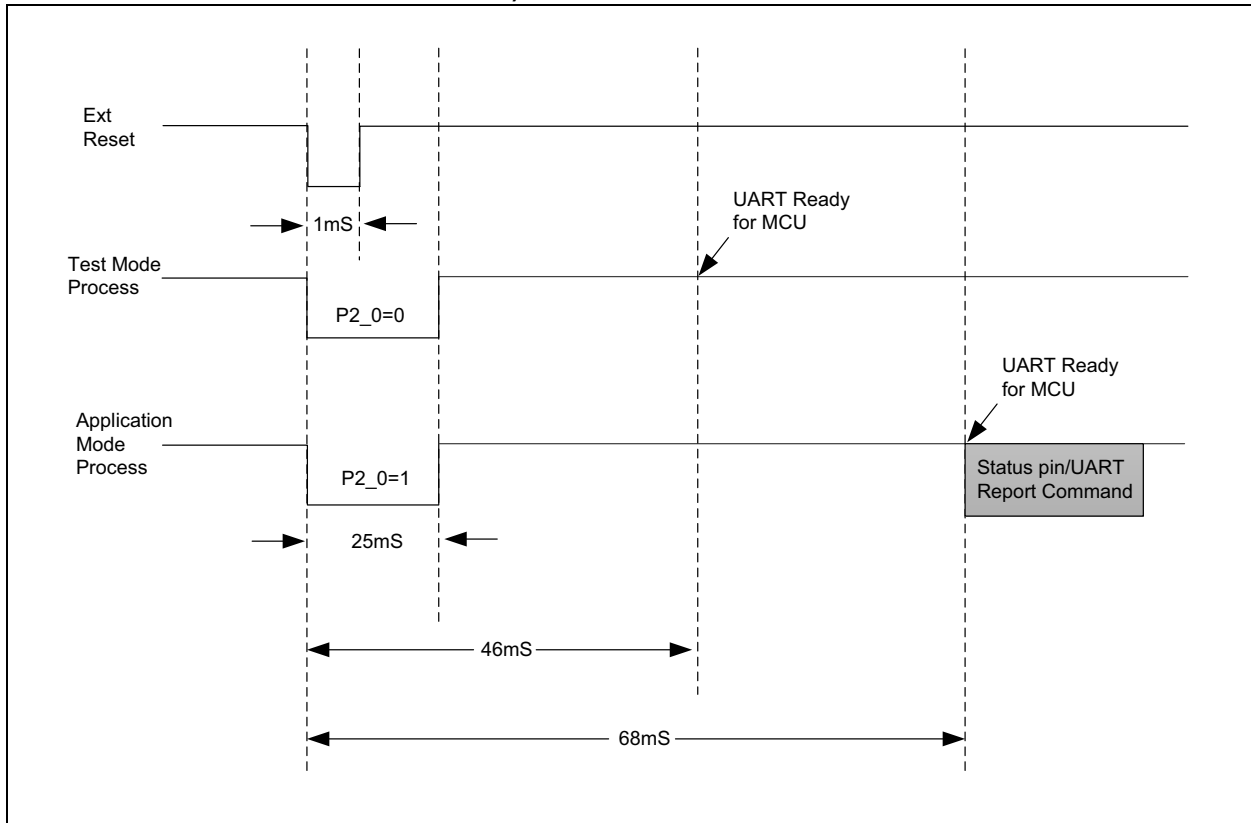 Ext
Reset
1mS
UART Ready
for MCU
Test Mode
Process
P2_0=0
UART Ready
for MCU
Application
Mode
Process
P2_0=1
Status pin/UART
Report Command
25mS
46mS
68mS